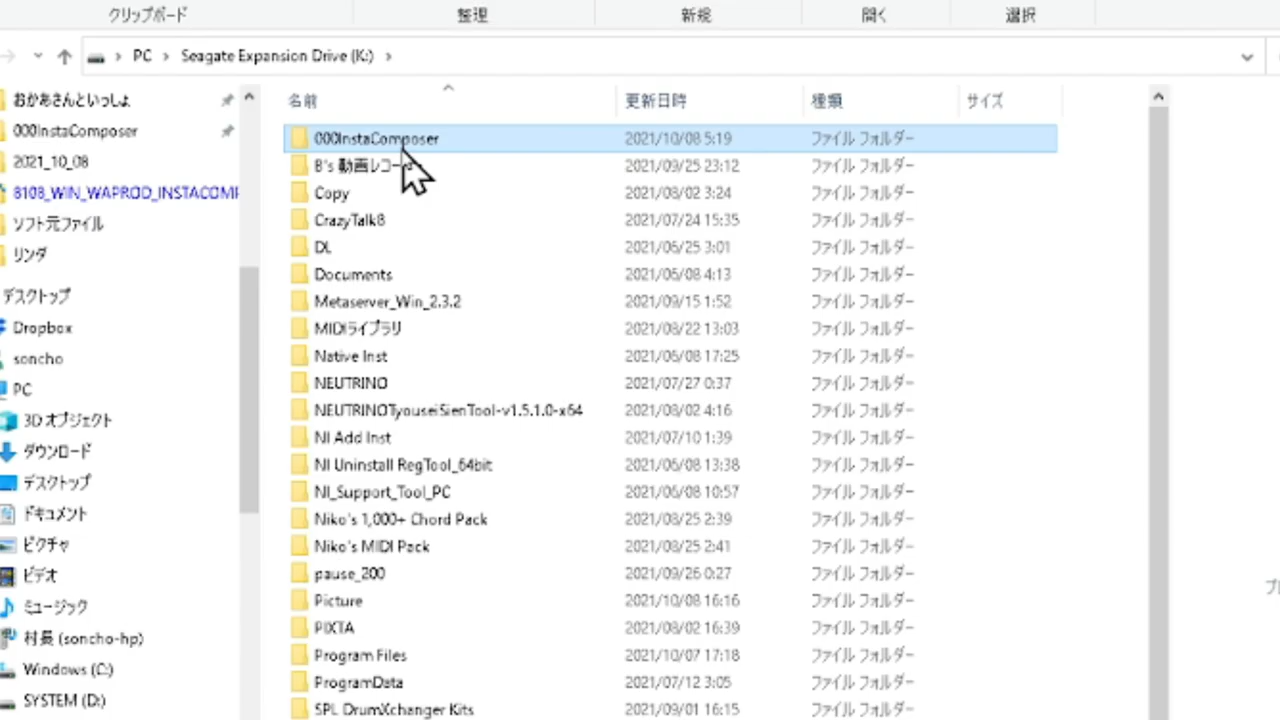 クリップボード 整理 新規 開く 選択
PC › Seagate Expansion Drive (K:) ›
おかあさんといっしょ
000InstaComposer
2021_10_08
8108_WIN_WAPROD_INSTACOMP
ソフト元ファイル
リンダ
デスクトップ
Dropbox
soncho
PC
3D オブジェクト
ダウンロード
デスクトップ
ドキュメント
ピクチャ
ビデオ
ミュージック
村長 (soncho-hp)
Windows (C:)
SYSTEM (D:)
名前 更新日時 種類 サイズ
000InstaComposer 2021/10/08 5:19 ファイル フォルダー
B's 動画レコー 2021/09/25 23:12 ファイル フォルダー
Copy 2021/08/02 3:24 ファイル フォルダー
CrazyTalk8 2021/07/24 15:35 ファイル フォルダー
DL 2021/06/25 3:01 ファイル フォルダー
Documents 2021/06/08 4:13 ファイル フォルダー
Metaserver_Win_2.3.2 2021/09/15 1:52 ファイル フォルダー
MIDIライブラリ 2021/08/22 13:03 ファイル フォルダー
Native Inst 2021/06/08 17:25 ファイル フォルダー
NEUTRINO 2021/07/27 0:37 ファイル フォルダー
NEUTRINOTyouseiSienTool-v1.5.1.0-x64 2021/08/02 4:16 ファイル フォルダー
NI Add Inst 2021/07/10 1:39 ファイル フォルダー
NI Uninstall RegTool_64bit 2021/06/08 13:38 ファイル フォルダー
NI_Support_Tool_PC 2021/06/08 10:57 ファイル フォルダー
Niko's 1,000+ Chord Pack 2021/08/25 2:39 ファイル フォルダー
Niko's MIDI Pack 2021/08/25 2:41 ファイル フォルダー
pause_200 2021/09/26 0:27 ファイル フォルダー
Picture 2021/10/08 16:16 ファイル フォルダー
PIXTA 2021/08/02 16:39 ファイル フォルダー
Program Files 2021/10/07 17:18 ファイル フォルダー
ProgramData 2021/07/12 3:05 ファイル フォルダー
SPL DrumXchanger Kits 2021/09/01 16:15 ファイル フォルダー